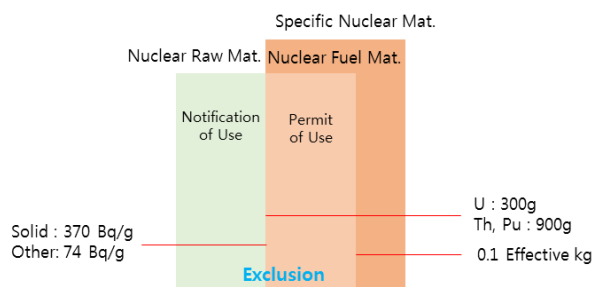 Specific Nuclear Mat.
Nuclear Raw Mat.
Nuclear Fuel Mat.
Notification
of Use
Permit
of Use
U : 300g
Th, Pu : 900g
Solid : 370 Bq/g
Other: 74 Bq/g
0.1 Effective kg
Exclusion